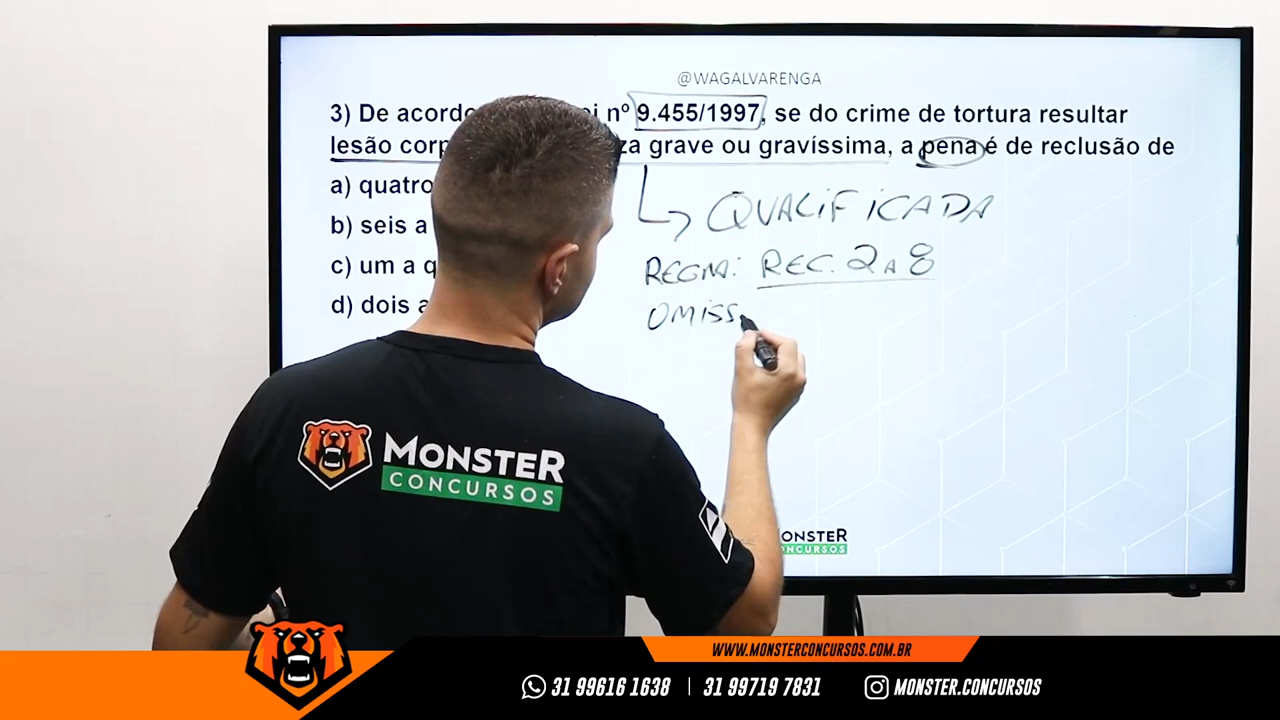 @WAGALVARENGA
3) De acordo nº 9.455/1997, se do crime de tortura resultar
lesão grave ou gravíssima, a pena é de reclusão de
a) quatro
b) seis a
c) um a
d) dois
QUALIFICADA
REGRA: REC. 2 A 8
OMISS
MONSTER
CONCURSOS
MONSTER
CONCURSOS
WWW.MONSTERCONCURSOS.COM.BR
31 99616 1638 | 31 99719 7831 MONSTER.CONCURSOS